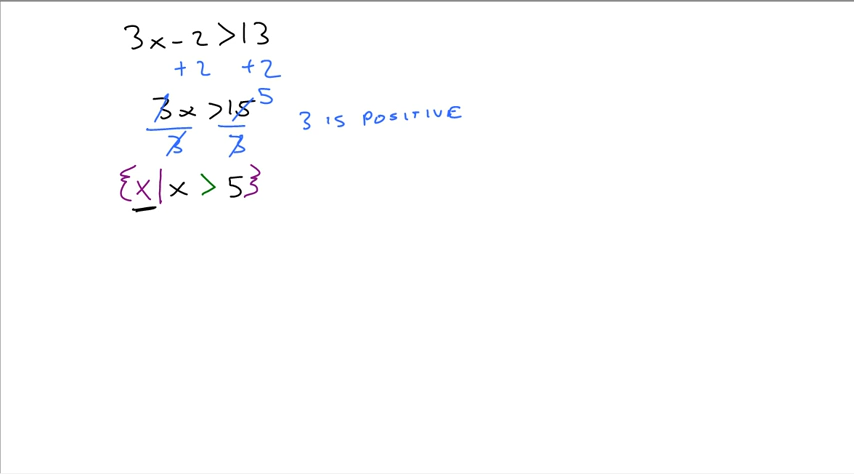 3x - 2 > 13
+2 +2
3x > 15 5
3 3
3 IS POSITIVE
{x | x > 5}